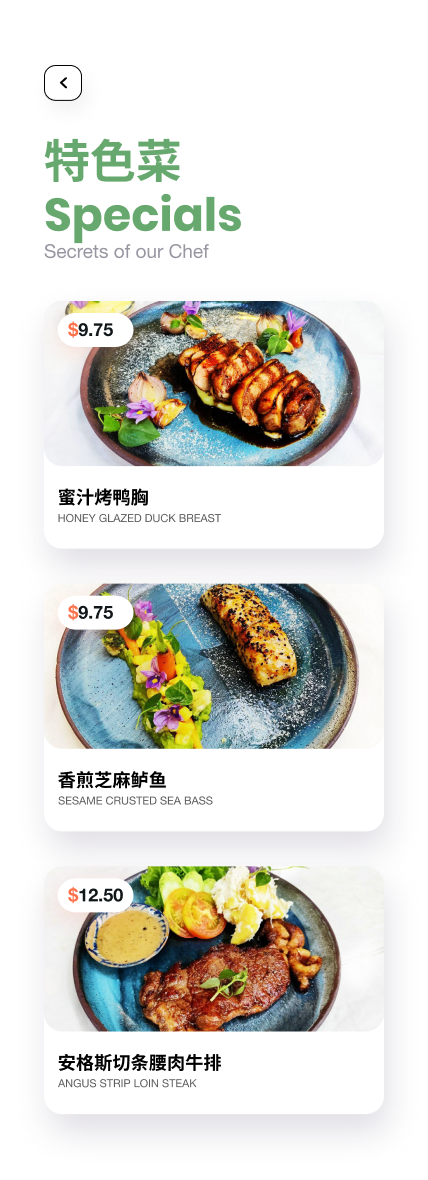 特色菜
Specials
Secrets of our Chef
$9.75
蜜汁烤鸭胸
HONEY GLAZED DUCK BREAST
$9.75
香煎芝麻鲈鱼
SESAME CRUSTED SEA BASS
$12.50
安格斯切条腰肉牛排
ANGUS STRIP LOIN STEAK